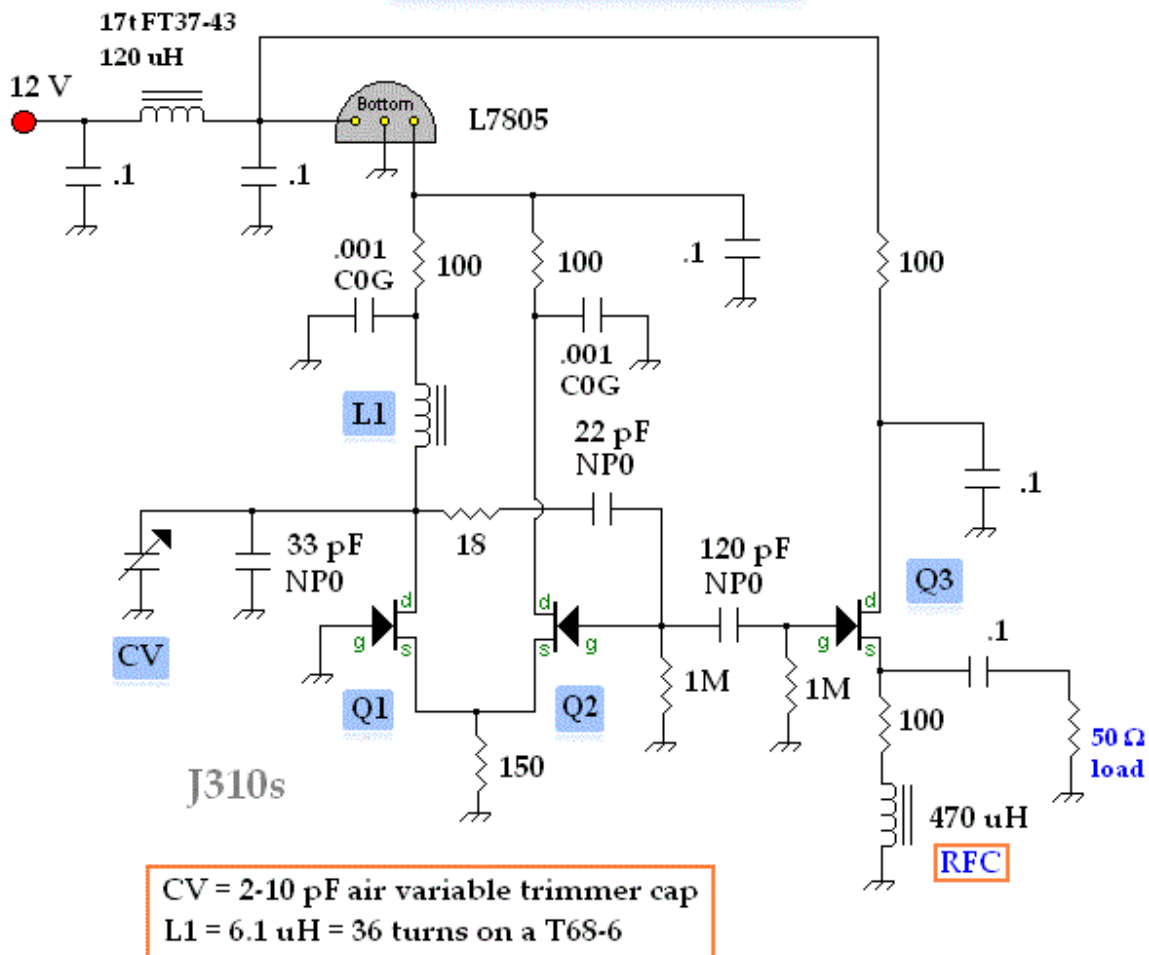 17t FT37-43
120 uH
12 V
Bottom
L7805
.1
.1
.001
C0G
100
100
.1
100
.001
C0G
L1
22 pF
NP0
.1
18
33 pF
NP0
120 pF
NP0
Q3
d
d
d
g
s
s
g
g
s
.1
CV
Q1
Q2
1M
1M
100
50 Ω
load
150
J310s
470 uH
RFC
CV = 2-10 pF air variable trimmer cap
L1 = 6.1 uH = 36 turns on a T68-6